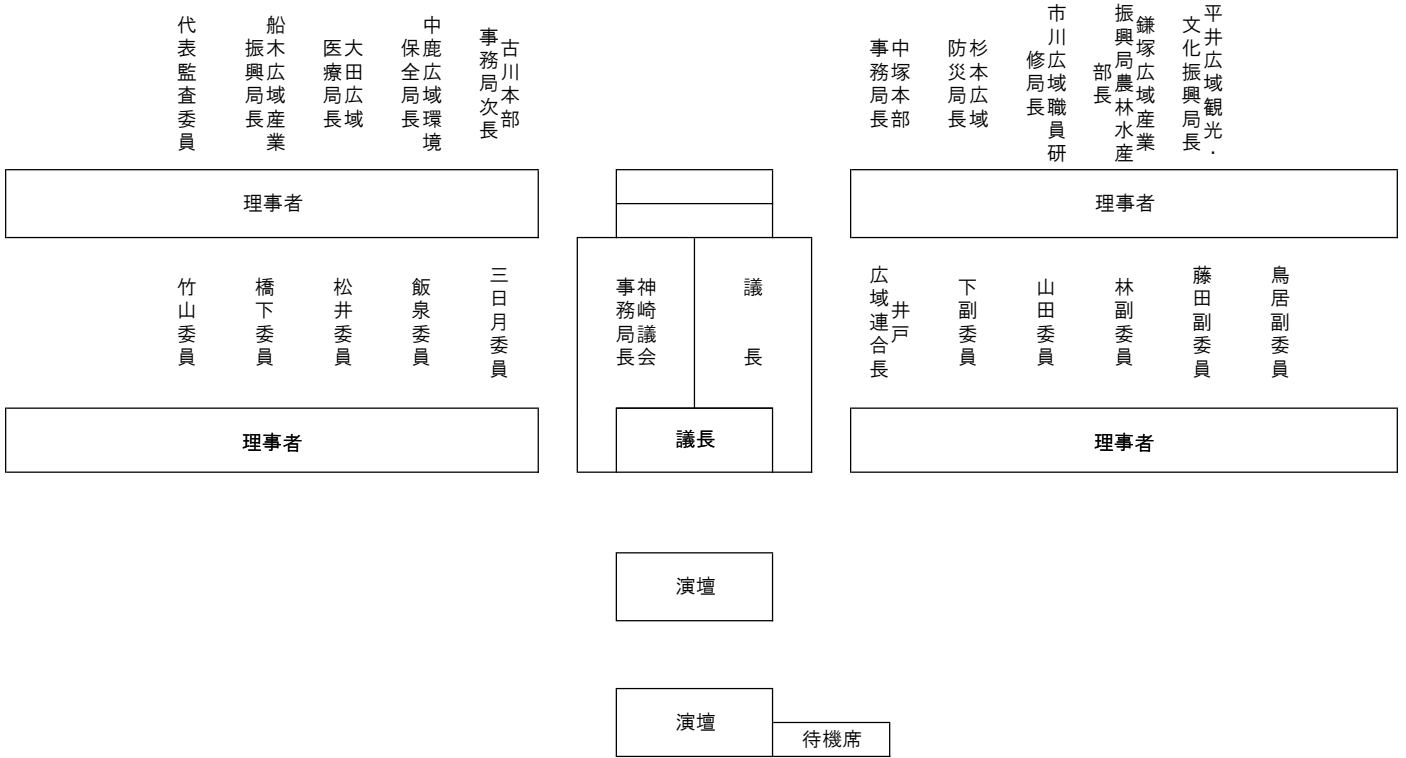 代表監査委員
船木広域産業
振興局長
大田広域
医療局長
中鹿広域環境
保全局長
古川本部
事務局次長
中塚本部
事務局長
杉本広域
防災局長
市川広域職員研
修局長
鎌塚広域産業
振興局農林水産
部長
平井広域観光・
文化振興局長
理事者
理事者
竹山委員
橋下委員
松井委員
飯泉委員
三日月委員
神崎議会
事務局長
議長
井戸
広域連合長
下副委員
山田委員
林副委員
藤田副委員
鳥居副委員
理事者
議長
理事者
演壇
演壇
待機席